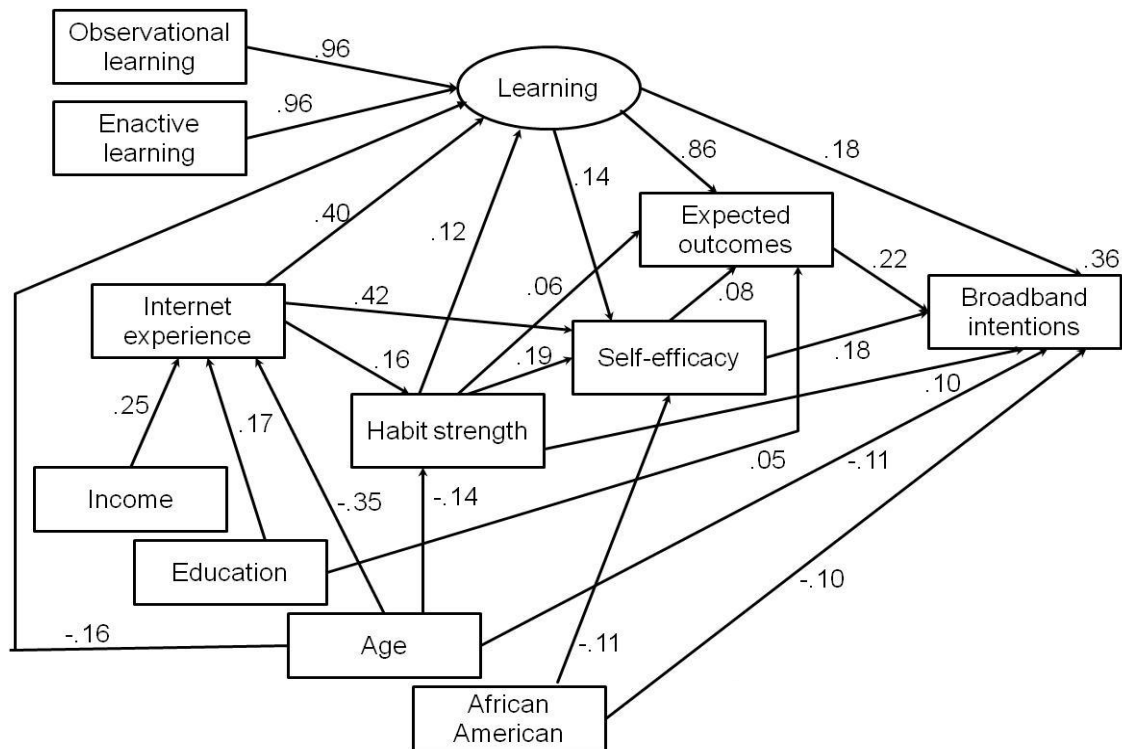 Observational
learning
.96
Learning
Enactive
learning
.96
.86
.18
.14
.40
Expected
outcomes
.12
.22
.36
.06
.08
Internet
experience
.42
Broadband
intentions
Self-efficacy
.16
.19
.18
.25
.17
Habit strength
.10
.05
-.11
Income
-.35
-.14
Education
-.10
-.16
Age
-.11
African
American